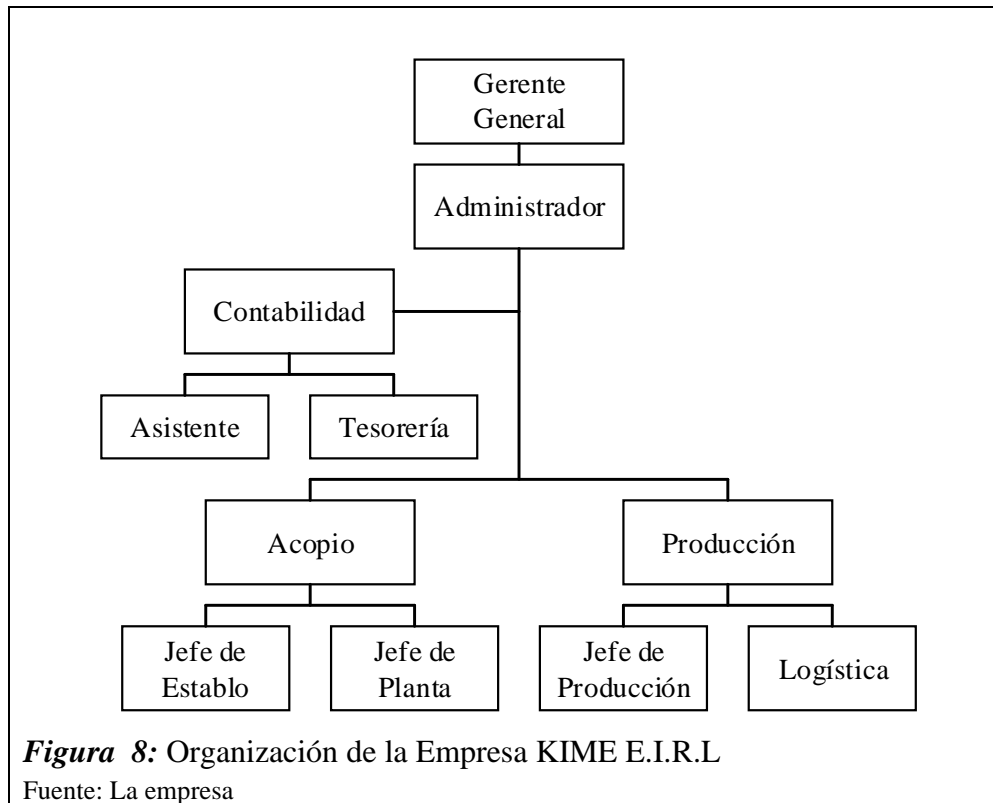 Gerente
General
Administrador
Contabilidad
Asistente
Tesorería
Acopio
Producción
Jefe de
Establo
Jefe de
Planta
Jefe de
Producción
Logística
Figura 8: Organización de la Empresa KIME E.I.R.L
Fuente: La empresa